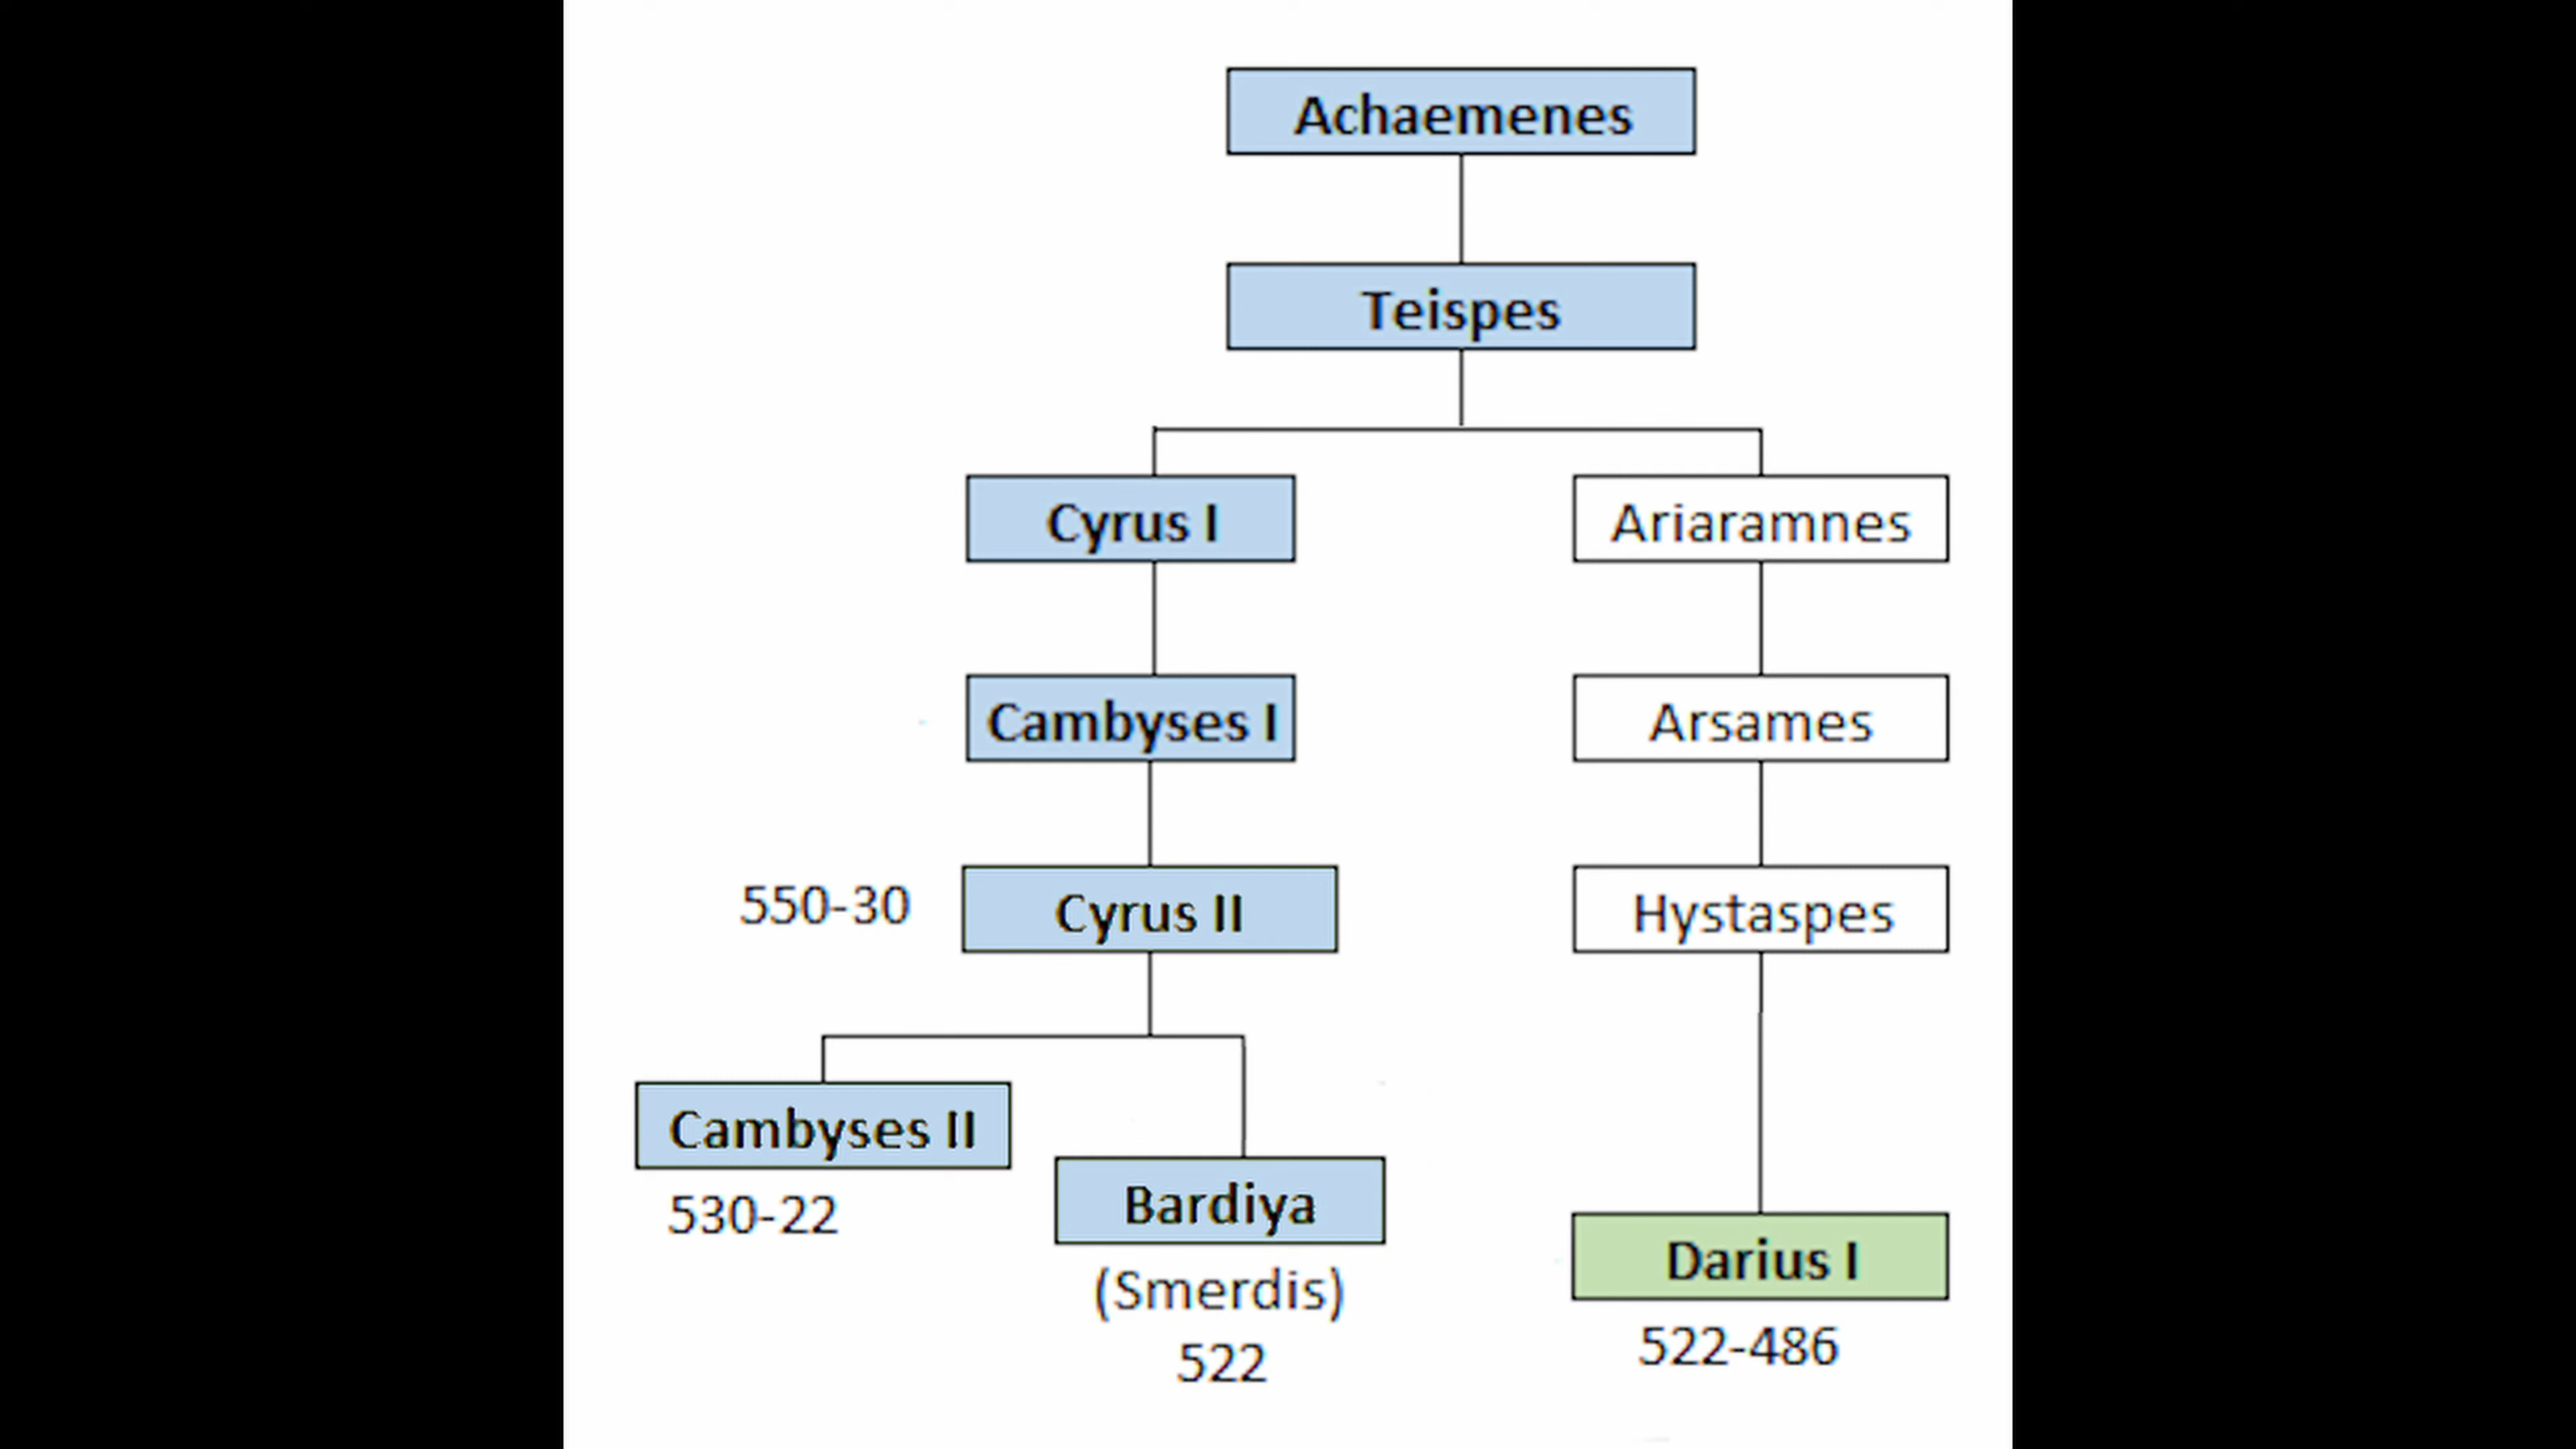 Achaemenes
Teispes
Cyrus I
Ariaramnes
Cambyses I
Arsames
550-30
Cyrus II
Hystaspes
Cambyses II
530-22
Bardiya
(Smerdis)
522
Darius I
522-486